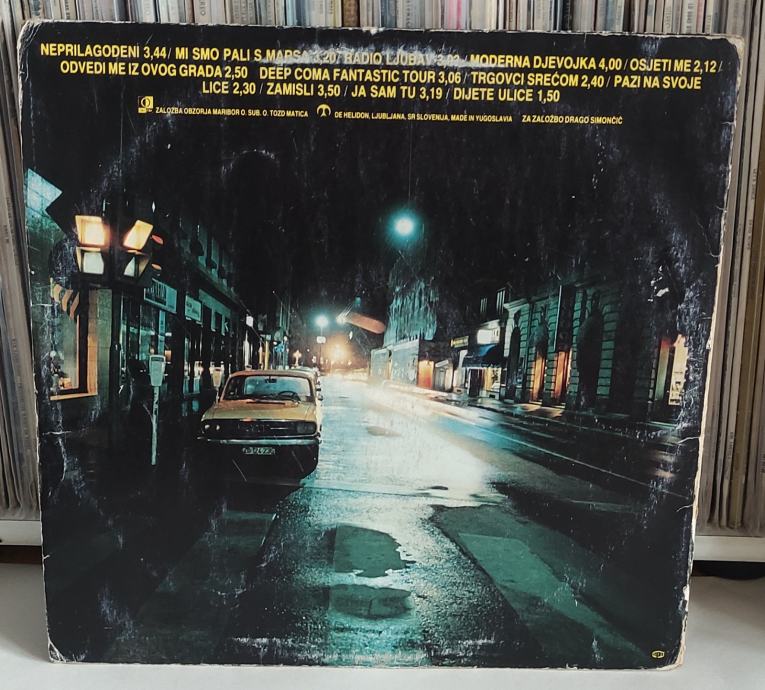 NEPRILAGOĐENI 3,44 / MI SMO PALI S MARSA 3,20/ RADIO LJUBAV / MODERNA DJEVOJKA 4,00 / OSJETI ME 2,12 /
ODVEDI ME IZ OVOG GRADA 2,50 DEEP COMA FANTASTIC TOUR 3,06 / TRGOVCI SREĆOM 2,40 / PAZI NA SVOJE
LICE 2,30 / ZAMISLI 3,50 / JA SAM TU 3,19 / DIJETE ULICE 1,50
ZALOŽBA OBZORJA MARIBOR O. SUB. O. TOZD MATICA DE HELIDON, LJUBLJANA, SR SLOVENIJA, MADE IN YUGOSLAVIA ZA ZALOŽBO DRAGO SIMONČIČ